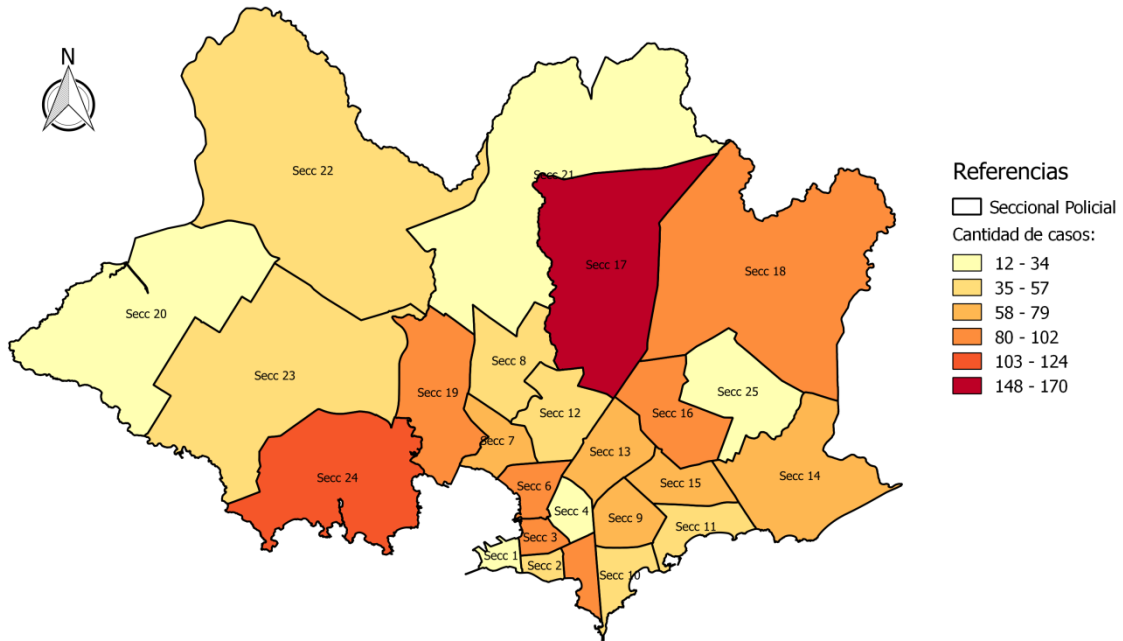 N
Secc 22
Secc 21
Secc 17
Secc 18
Secc 20
Secc 23
Secc 8
Secc 19
Secc 12
Secc 25
Secc 16
Secc 7
Secc 13
Secc 24
Secc 6
Secc 15
Secc 14
Secc 4
Secc 9
Secc 11
Secc 3
Secc 1
Secc 2
Secc 10
Referencias
Seccional Policial
Cantidad de casos:
12 - 34
35 - 57
58 - 79
80 - 102
103 - 124
148 - 170